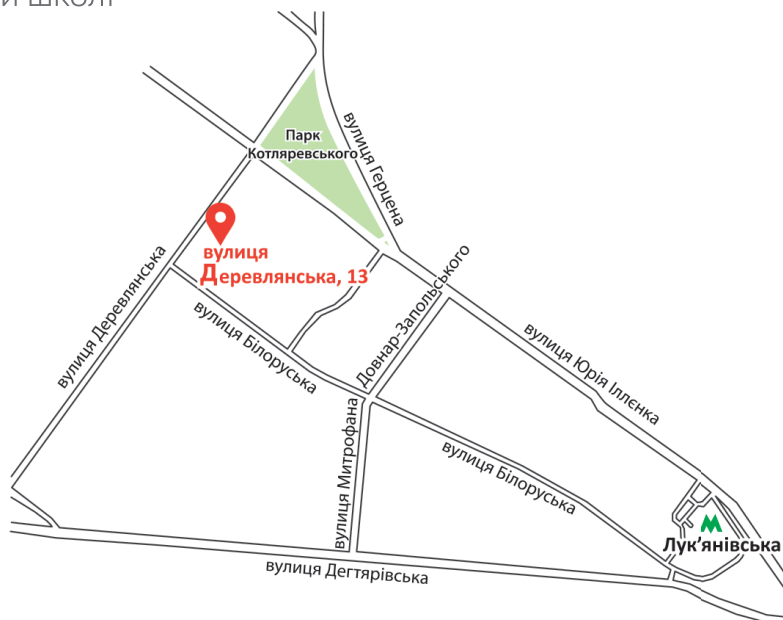 й школі
Парк
Котляревського
вулиця Герцена
вулиця
Деревлянська, 13
вулиця Деревлянська
вулиця Білоруська
Довнар-Запольського
вулиця Юрія Іллєнка
вулиця Митрофана
вулиця Білоруська
Лук'янівська
вулиця Дегтярівська